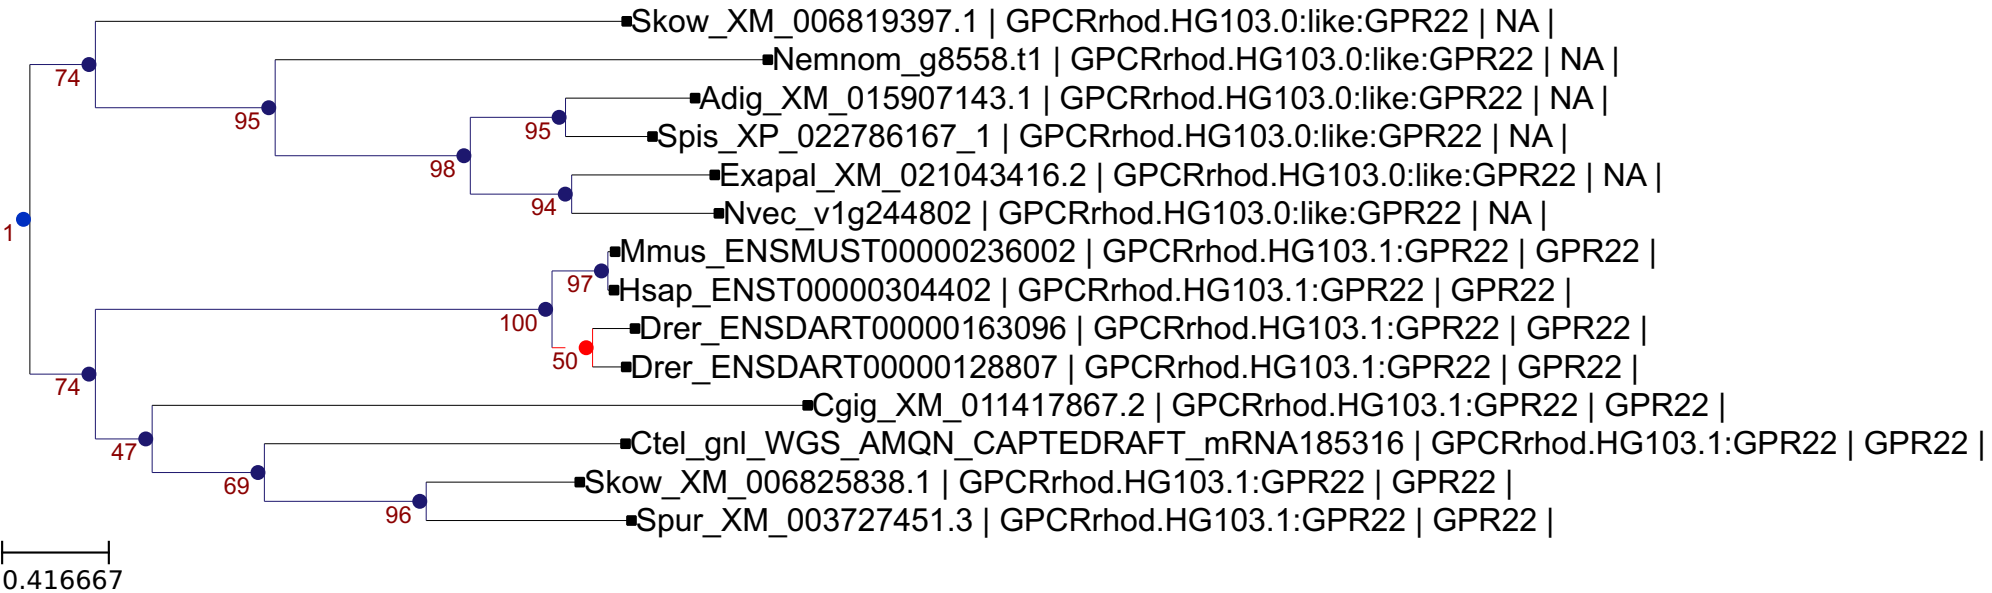 Skow_XM_006819397.1 | GPCRrhod.HG103.0:like:GPR22 | NA |
Nemnom_g8558.t1 | GPCRrhod.HG103.0:like:GPR22 | NA |
74
Adig_XM_015907143.1 | GPCRrhod.HG103.0:like:GPR22 | NA |
95
95
Spis_XP_022786167_1 | GPCRrhod.HG103.0:like:GPR22 | NA |
98
Exapal_XM_021043416.2 | GPCRrhod.HG103.0:like:GPR22 | NA |
94
Nvec_v1g244802 | GPCRrhod.HG103.0:like:GPR22 | NA |
1
Mmus_ENSMUST00000236002 | GPCRrhod.HG103.1:GPR22 | GPR22 |
97
Hsap_ENST00000304402 | GPCRrhod.HG103.1:GPR22 | GPR22 |
100
Drer_ENSDART00000163096 | GPCRrhod.HG103.1:GPR22 | GPR22 |
50
Drer_ENSDART00000128807 | GPCRrhod.HG103.1:GPR22 | GPR22 |
74
Cgig_XM_011417867.2 | GPCRrhod.HG103.1:GPR22 | GPR22 |
47
Ctel_gnl_WGS_AMQN_CAPTEDRAFT_mRNA185316 | GPCRrhod.HG103.1:GPR22 | GPR22 |
69
Skow_XM_006825838.1 | GPCRrhod.HG103.1:GPR22 | GPR22 |
96
Spur_XM_003727451.3 | GPCRrhod.HG103.1:GPR22 | GPR22 |
0.416667